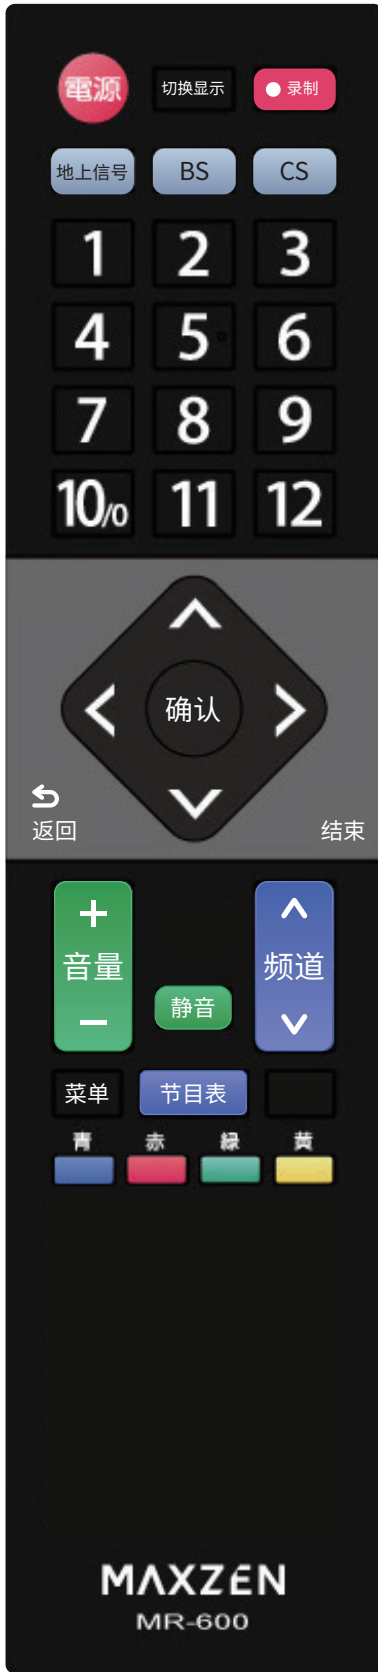 電源 切换显示 录制
地上信号 BS CS
1 2 3
4 5 6
7 8 9
10/0 11 12
确认
返回 结束
音量 频道
静音
菜单 节目表
青 赤 緑 黄
MAXZEN
MR-600